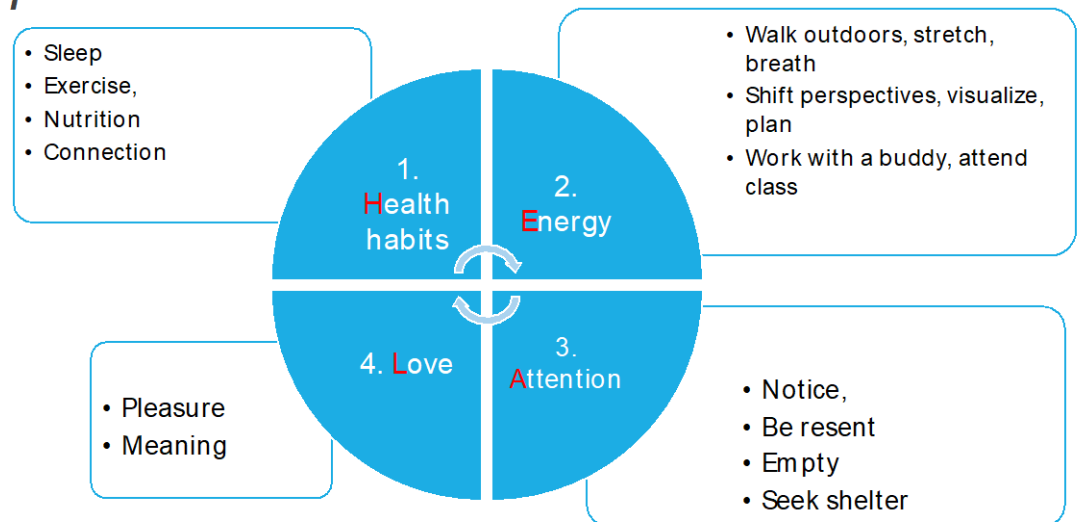 • Sleep
• Exercise,
• Nutrition
• Connection
• Walk outdoors, stretch,
breath
• Shift perspectives, visualize,
plan
• Work with a buddy, attend
class
1.
Health
habits
2.
Energy
3.
Attention
4. Love
• Pleasure
• Meaning
• Notice,
• Be resent
• Empty
• Seek shelter